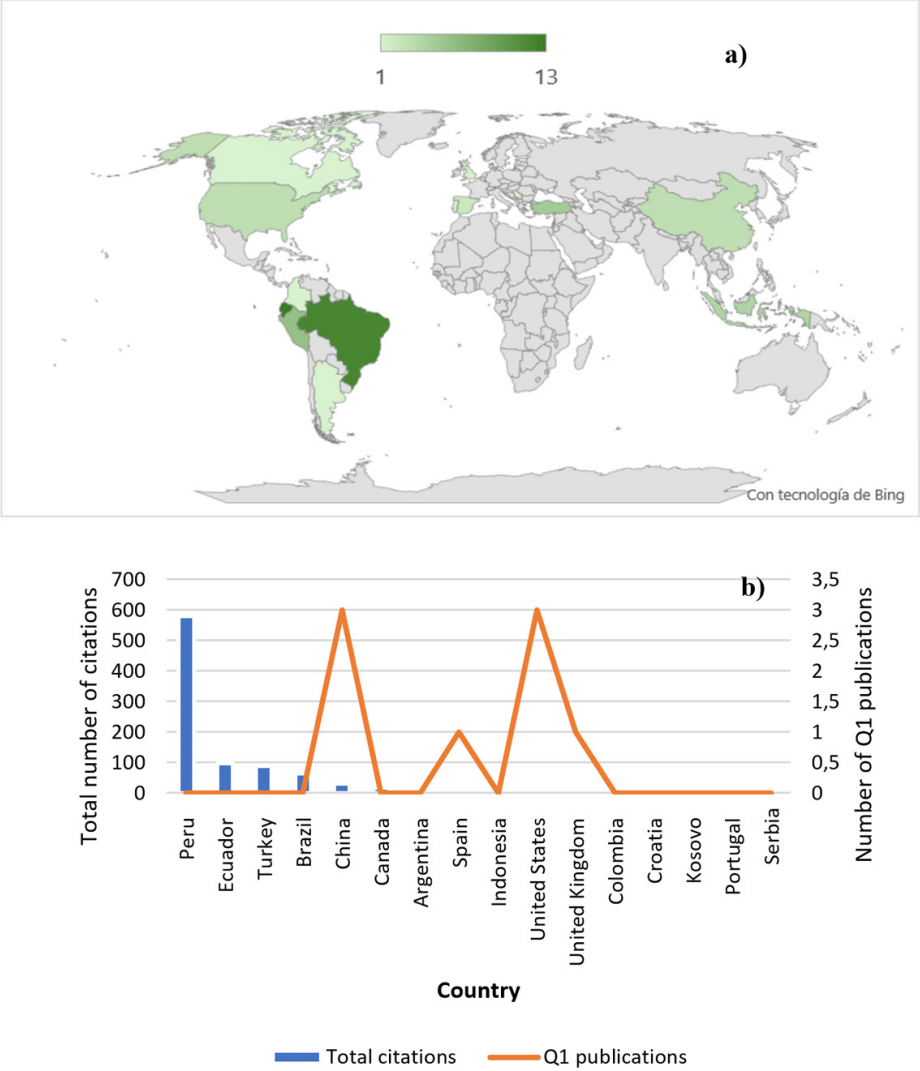 a)
1 13
Con tecnología de Bing
b)
Total number of citations
700
600
500
400
300
200
100
0
3,5
3
2,5
2
1,5
1
0,5
0
Number of Q1 publications
Peru
Ecuador
Turkey
Brazil
China
Canada
Argentina
Spain
Indonesia
United States
United Kingdom
Colombia
Croatia
Kosovo
Portugal
Serbia
Country
Total citations Q1 publications